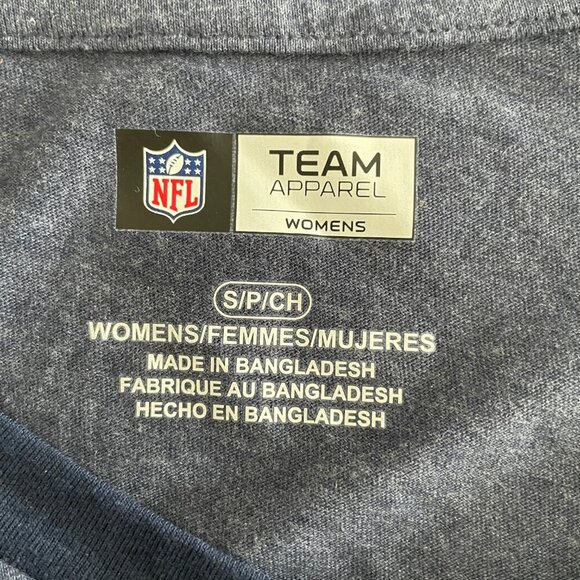 NFL
TEAM
APPAREL
WOMENS
S/P/CH
WOMENS/FEMMES/MUJERES
MADE IN BANGLADESH
FABRIQUE AU BANGLADESH
HECHO EN BANGLADESH